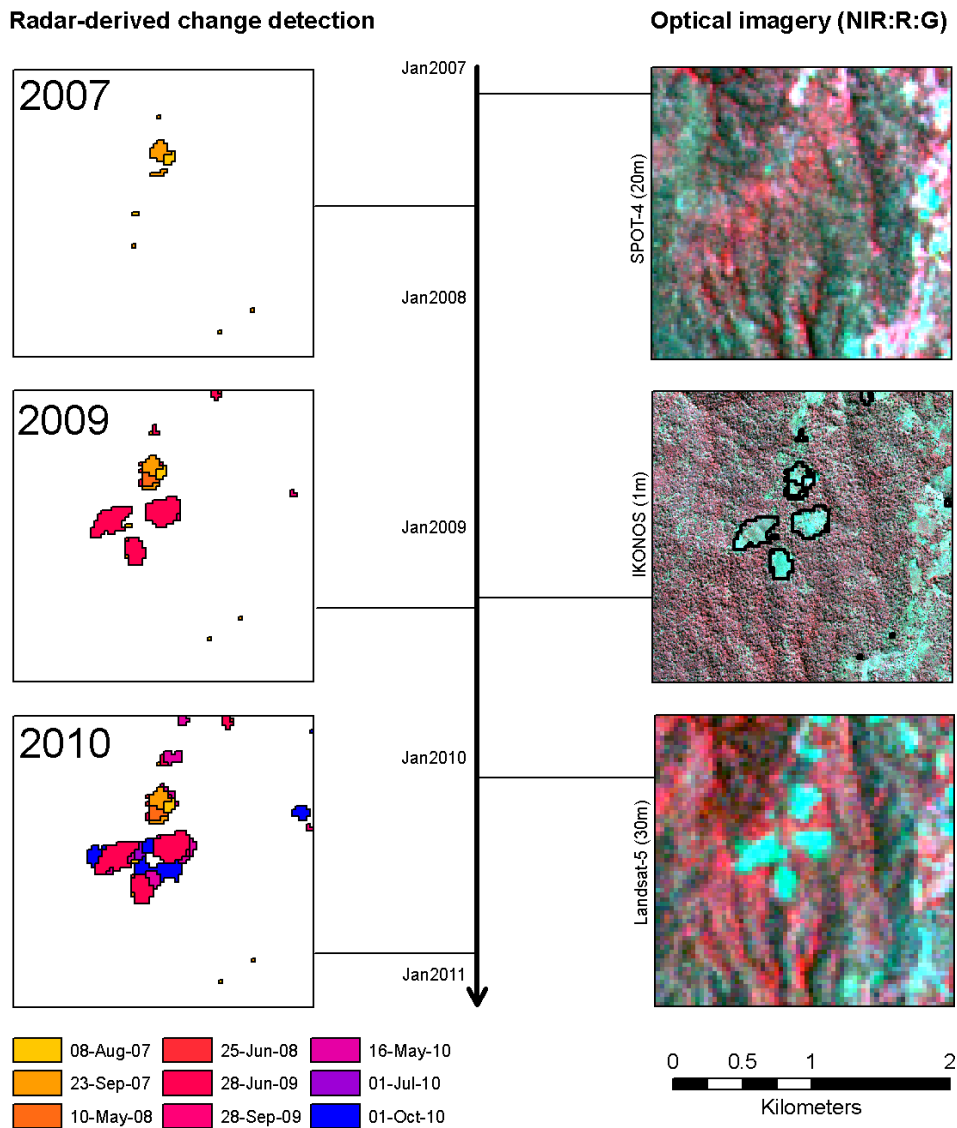 Radar-derived change detection
Optical imagery (NIR:R:G)
2007
Jan2007
SPOT-4 (20m)
Jan2008
2009
Jan2009
IKONOS (1m)
2010
Jan2010
Landsat-5 (30m)
Jan2011
08-Aug-07
25-Jun-08
16-May-10
23-Sep-07
28-Jun-09
01-Jul-10
10-May-08
28-Sep-09
01-Oct-10
0 0.5 1 2
Kilometers